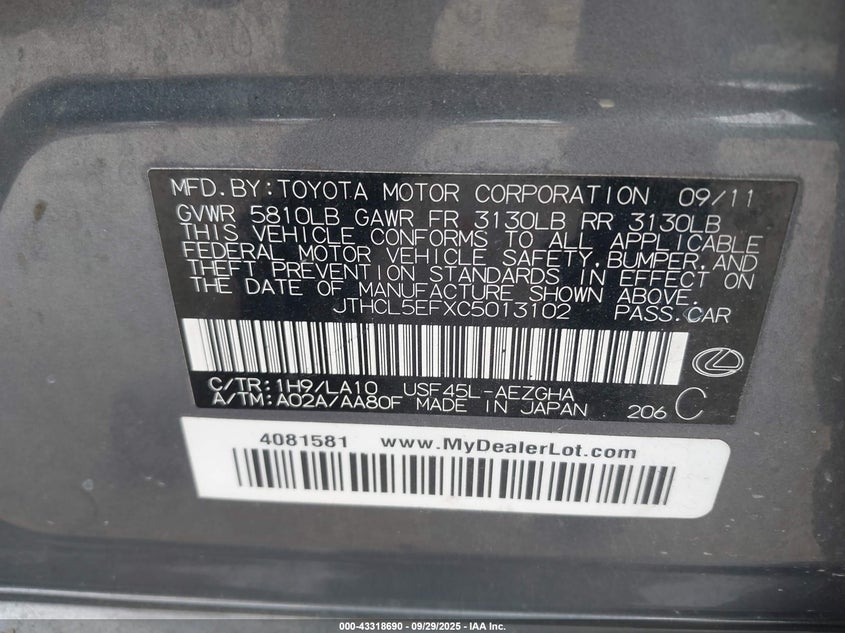 MFD.BY:TOYOTA MOTOR CORPORATION 09/11
GVWR 5810LB GAWR FR 3130LB RR 3130LB
THIS VEHICLE CONFORMS TO ALL APPLICABLE
FEDERAL MOTOR VEHICLE SAFETY,BUMPER,AND
THEFT PREVENTION STANDARDS IN EFFECT ON
THE DATE OF MANUFACTURE SHOWN ABOVE.
JTHCL5EFXC5013102 PASS.CAR
C/TR:1H9/LA10 USF45L-AEZGHA
A/TM:A02A/AA80F MADE IN JAPAN 206 C
4081581 www.MyDealerLot.com
000-43318690 - 09/29/2025 - IAA Inc.